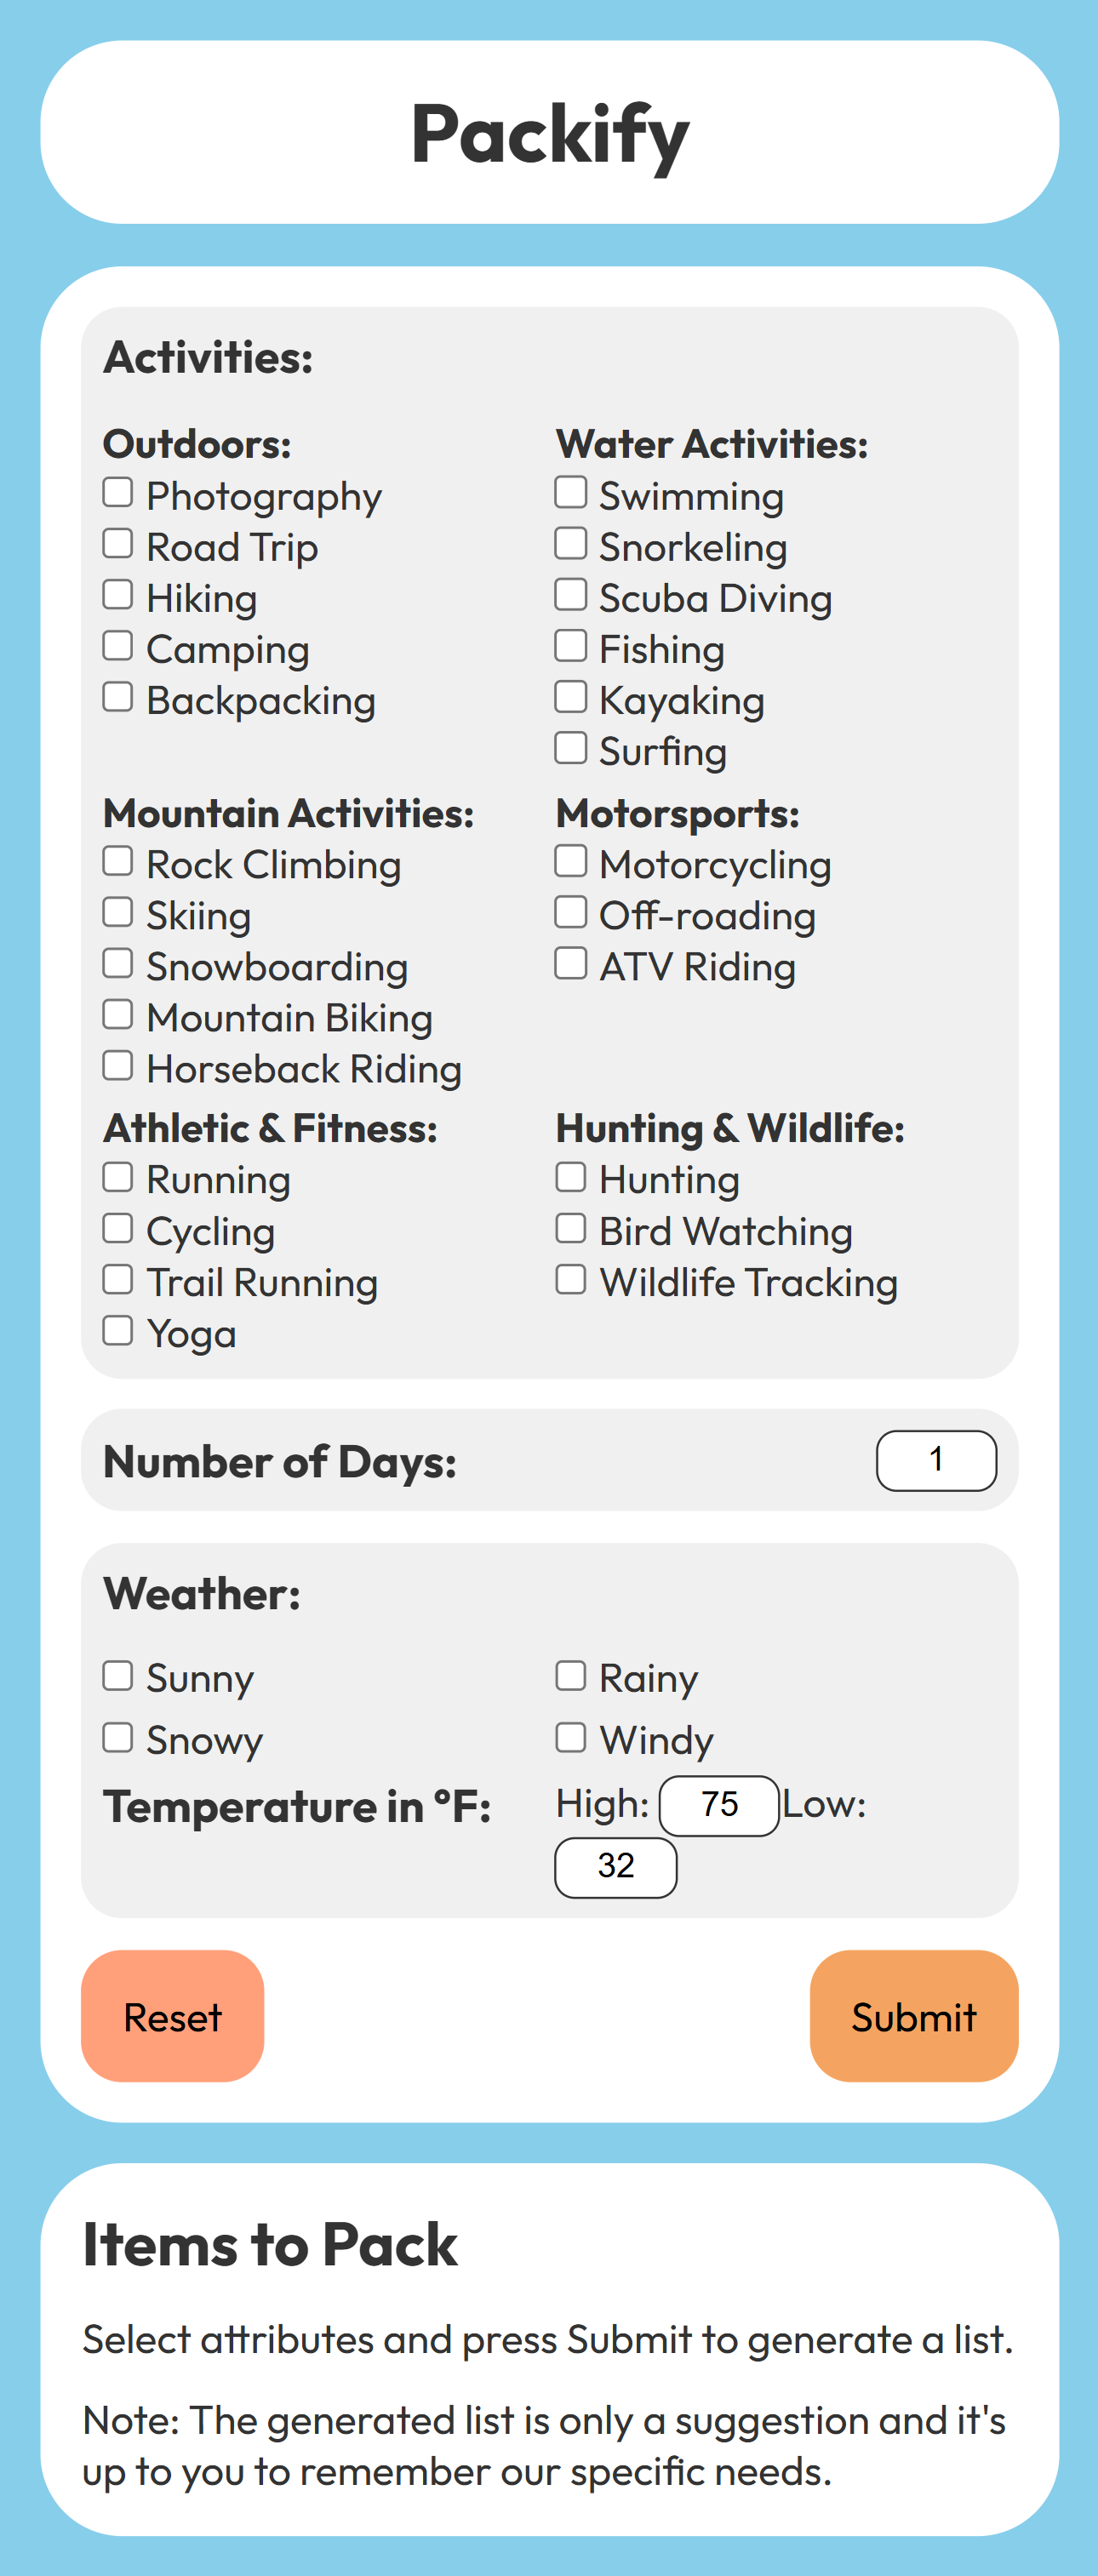 Packify
Activities:
Outdoors:
Photography
Road Trip
Hiking
Camping
Backpacking
Water Activities:
Swimming
Snorkeling
Scuba Diving
Fishing
Kayaking
Surfing
Mountain Activities:
Rock Climbing
Skiing
Snowboarding
Mountain Biking
Horseback Riding
Motorsports:
Motorcycling
Off-roading
ATV Riding
Athletic & Fitness:
Running
Cycling
Trail Running
Yoga
Hunting & Wildlife:
Hunting
Bird Watching
Wildlife Tracking
Number of Days: 1
Weather:
Sunny
Rainy
Snowy
Windy
Temperature in °F:
High: 75 Low:
32
Reset
Submit
Items to Pack
Select attributes and press Submit to generate a list.
Note: The generated list is only a suggestion and it's
up to you to remember our specific needs.